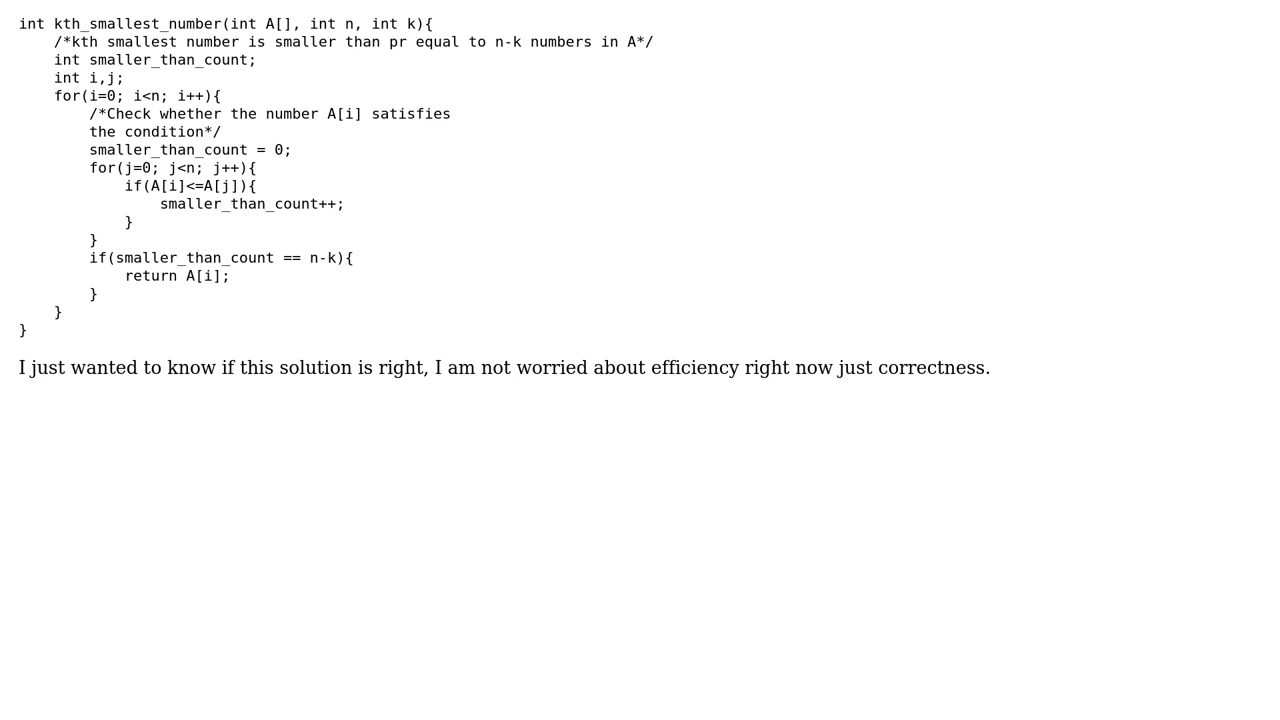 int kth_smallest_number(int A[], int n, int k){
    /*kth smallest number is smaller than pr equal to n-k numbers in A*/
    int smaller_than_count;
    int i,j;
    for(i=0; i<n; i++){
        /*Check whether the number A[i] satisfies
        the condition*/
        smaller_than_count = 0;
        for(j=0; j<n; j++){
            if(A[i]<=A[j]){
                smaller_than_count++;
            }
        }
        if(smaller_than_count == n-k){
            return A[i];
        }
    }
}
I just wanted to know if this solution is right, I am not worried about efficiency right now just correctness.